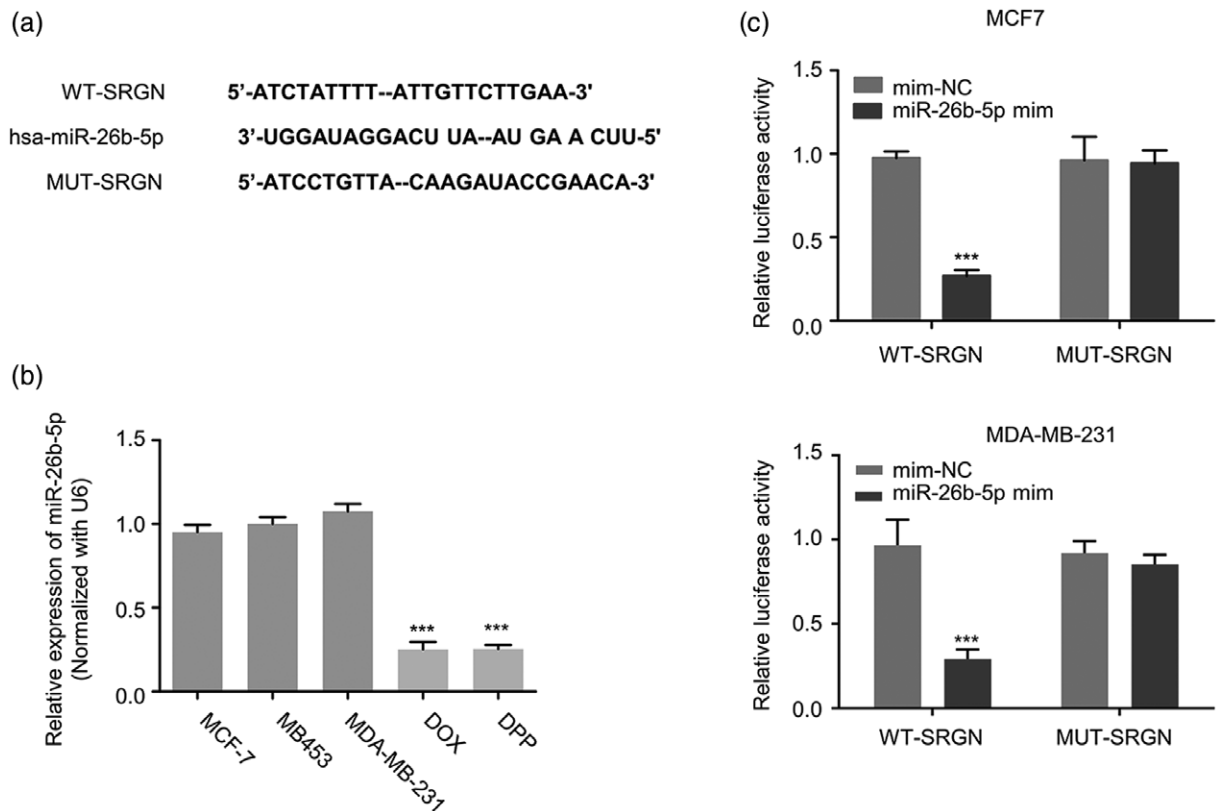 (a)
WT-SRGN 5’-ATCTATTTT--ATTGTTCTTGAA-3'
hsa-miR-26b-5p 3’-UGGAUAGGACU UA--AU GA A CUU-5'
MUT-SRGN 5’-ATCCTGTTA--CAAGAUACCGAACA-3'
(b)
Relative expression of miR-26b-5p
(Normalized with U6)
1.5
1.0
0.5
0.0
*** ***
MCF-7 MB453 MDA-MB-231 DOX DPP
(c)
MCF7
Relative luciferase activity
mim-NC
miR-26b-5p mim
1.5
1.0
0.5
0.0
***
WT-SRGN MUT-SRGN
MDA-MB-231
Relative luciferase activity
mim-NC
miR-26b-5p mim
1.5
1.0
0.5
0.0
***
WT-SRGN MUT-SRGN